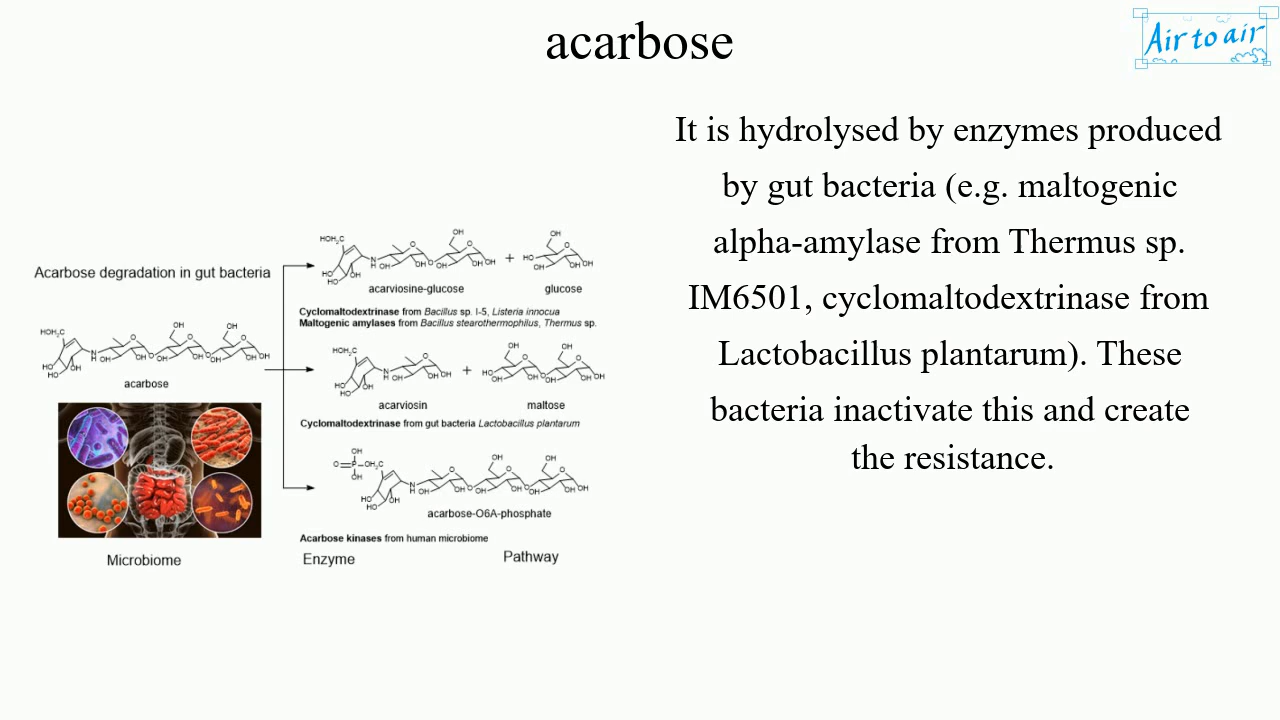 acarbose
Air to air
It is hydrolysed by enzymes produced
by gut bacteria (e.g. maltogenic
alpha-amylase from Thermus sp.
IM6501, cyclomaltodextrinase from
Lactobacillus plantarum). These
bacteria inactivate this and create
the resistance.
Acarbose degradation in gut bacteria
acarbose
Microbiome
acarviosine-glucose
+
glucose
Cyclomaltodextrinase from Bacillus sp. I-5, Listeria innocua
Maltogenic amylases from Bacillus stearothermophilus, Thermus sp.
acarviosin
+
maltose
Cyclomaltodextrinase from gut bacteria Lactobacillus plantarum
acarbose-O6A-phosphate
Acarbose kinases from human microbiome
Enzyme
Pathway